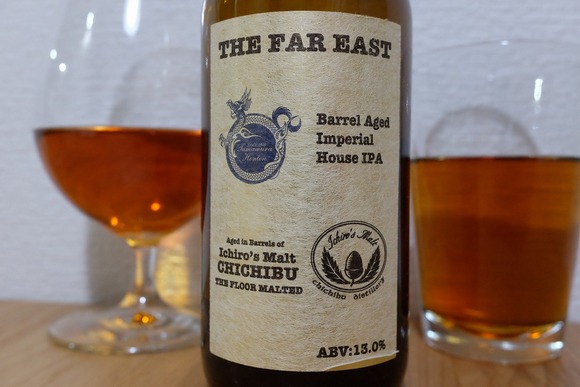 THE FAR EAST
Barrel Aged
Imperial
House IPA
Aged in Barrels of
Ichiro's Malt
CHICHIBU
THE FLOOR MALTED
Ichiro's Malt
chichibu distillery
ABV:13.0%